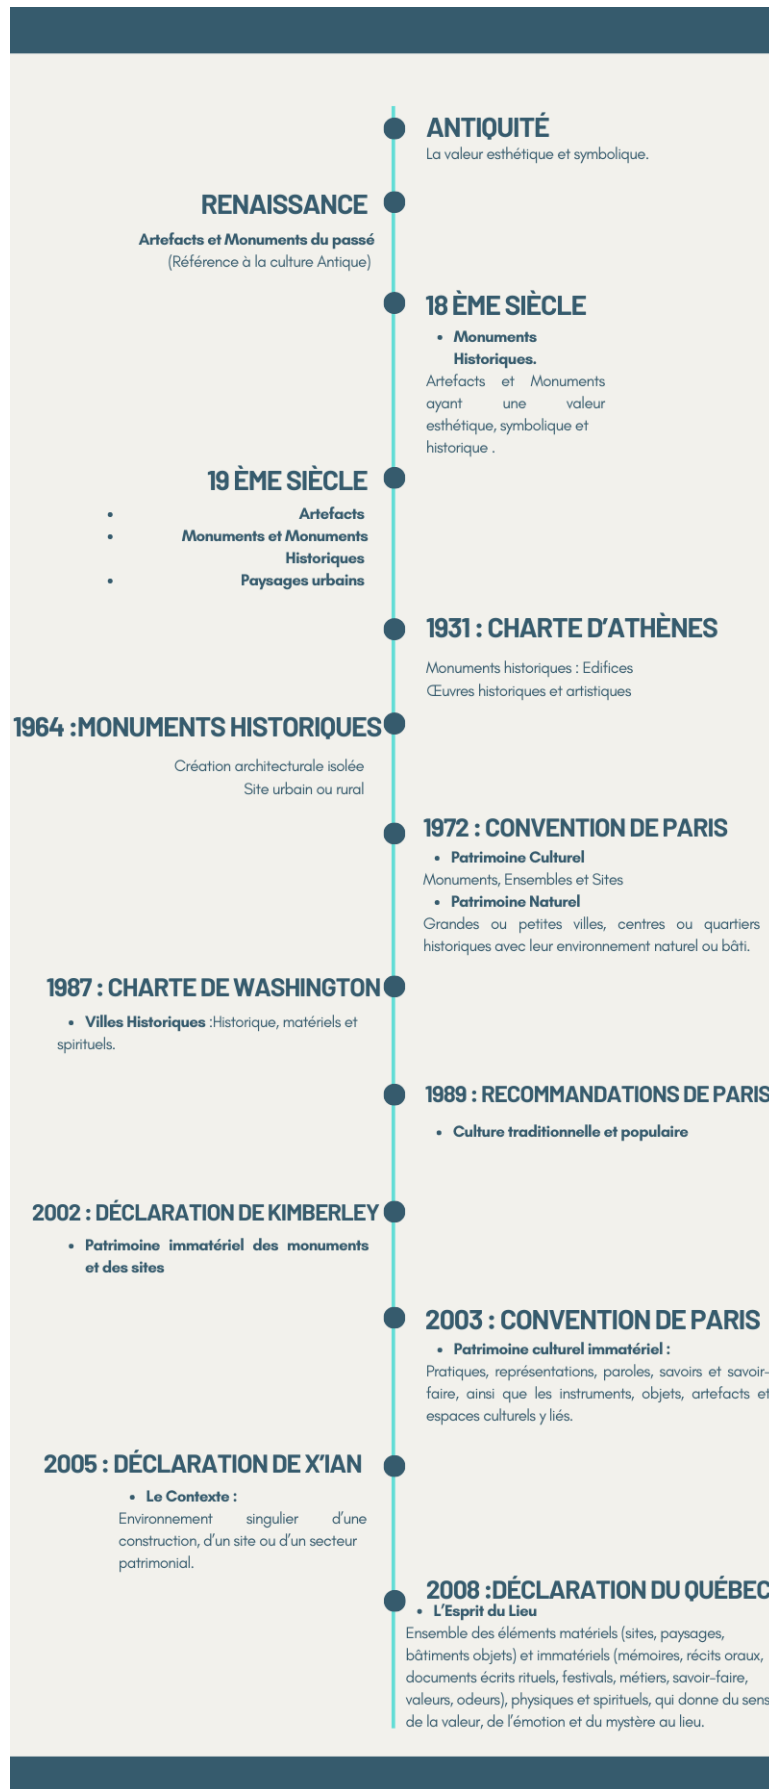 ANTIQUITÉ
La valeur esthétique et symbolique.
RENAISSANCE
Artefacts et Monuments du passé
(Référence à la culture Antique)
18 ÈME SIÈCLE
• Monuments
Historiques.
Artefacts et Monuments
ayant une valeur
esthétique, symbolique et
historique .
19 ÈME SIÈCLE
• Artefacts
• Monuments et Monuments
Historiques
• Paysages urbains
1931 : CHARTE D'ATHÈNES
Monuments historiques : Edifices
Œuvres historiques et artistiques
1964 :MONUMENTS HISTORIQUES
Création architecturale isolée
Site urbain ou rural
1972 : CONVENTION DE PARIS
• Patrimoine Culturel
Monuments, Ensembles et Sites
• Patrimoine Naturel
Grandes ou petites villes, centres ou quartiers
historiques avec leur environnement naturel ou bâti.
1987 : CHARTE DE WASHINGTON
• Villes Historiques :Historique, matériels et
spirituels.
1989 : RECOMMANDATIONS DE PARIS
• Culture traditionnelle et populaire
2002 : DÉCLARATION DE KIMBERLEY
• Patrimoine immatériel des monuments
et des sites
2003 : CONVENTION DE PARIS
• Patrimoine culturel immatériel :
Pratiques, représentations, paroles, savoirs et savoir-
faire, ainsi que les instruments, objets, artefacts et
espaces culturels y liés.
2005 : DÉCLARATION DE X'IAN
• Le Contexte :
Environnement singulier d'une
construction, d'un site ou d'un secteur
patrimonial.
2008 :DÉCLARATION DU QUÉBEC
• L'Esprit du Lieu
Ensemble des éléments matériels (sites, paysages,
bâtiments objets) et immatériels (mémoires, récits oraux,
documents écrits rituels, festivals, métiers, savoir-faire,
valeurs, odeurs), physiques et spirituels, qui donne du sens
de la valeur, de l'émotion et du mystère au lieu.